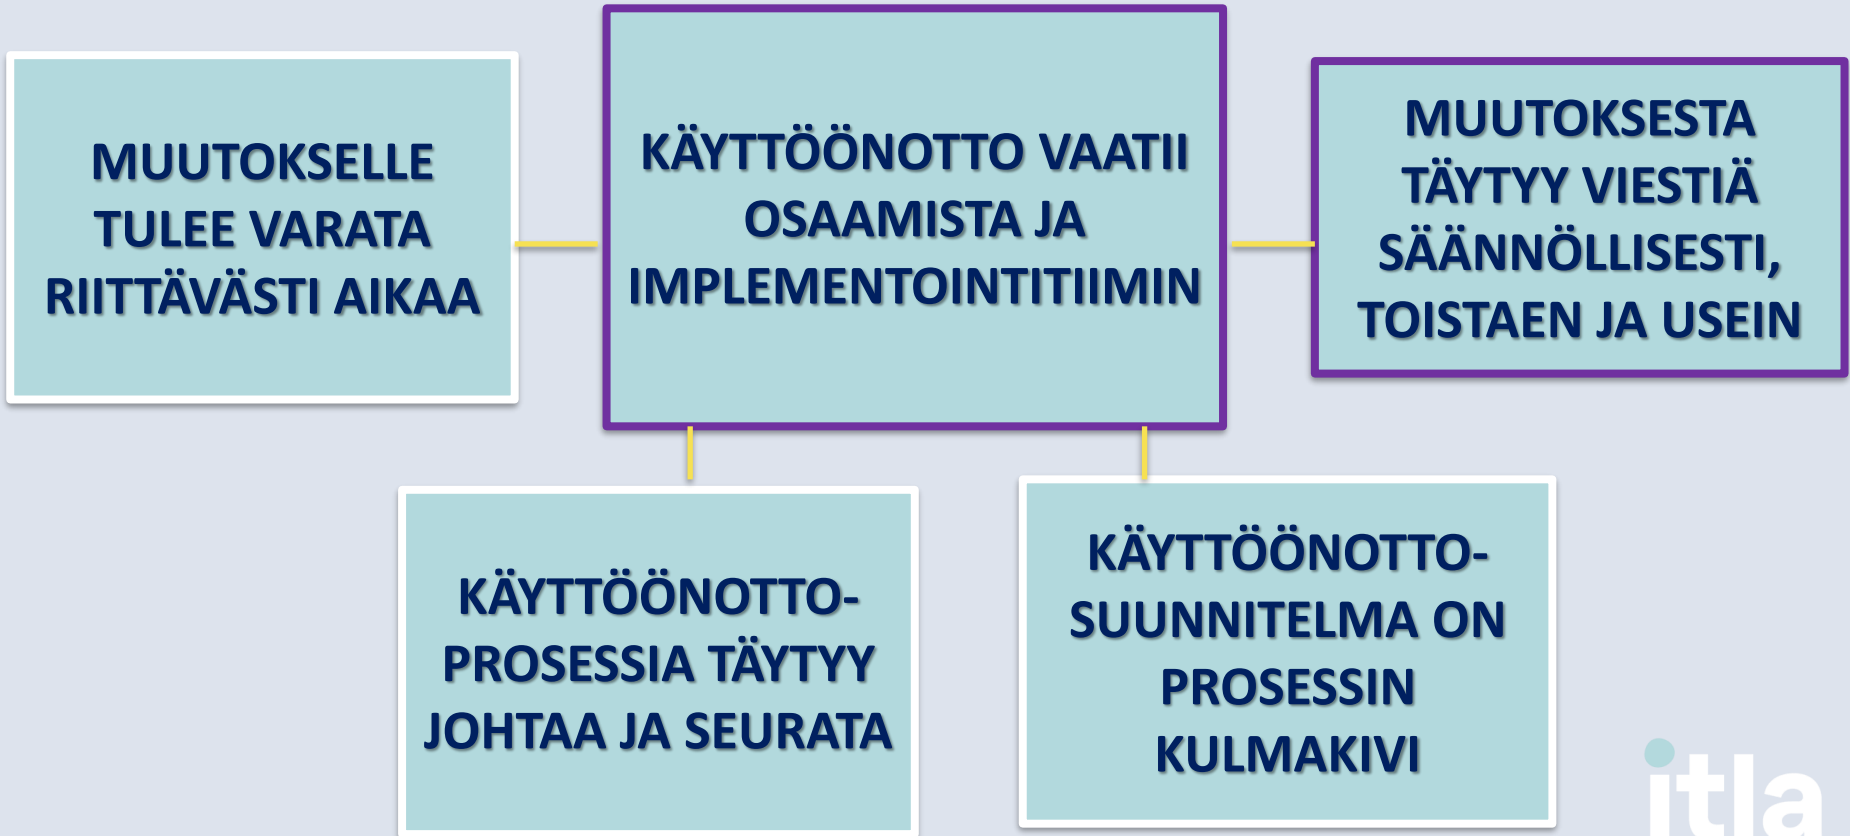 MUUTOKSELLE
TULEE VARATA
RIITTÄVÄSTI AIKAA
KÄYTTÖÖNOTTO VAATII
OSAAMISTA JA
IMPLEMENTOINTITIIMIN
MUUTOKSESTA
TÄYTYY VIESTIÄ
SÄÄNNÖLLISESTI,
TOISTAEN JA USEIN
KÄYTTÖÖNOTTO-
PROSESSIA TÄYTYY
JOHTAA JA SEURATA
KÄYTTÖÖNOTTO-
SUUNNITELMA ON
PROSESSIN
KULMAKIVI
itla